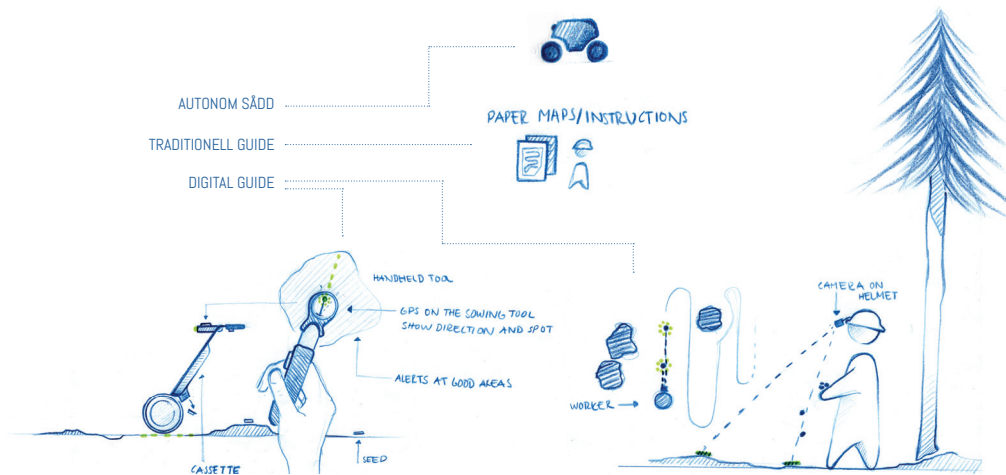 AUTONOM SÅDD
PAPER MAPS/INSTRUCTIONS
TRADITIONELL GUIDE
DIGITAL GUIDE
HANDHELD TOOL
GPS ON THE SOWING TOOL
SHOW DIRECTION AND SPOT
ALERTS AT GOOD AREAS
CASSETTE
SEED
WORKER
CAMERA ON
HELMET